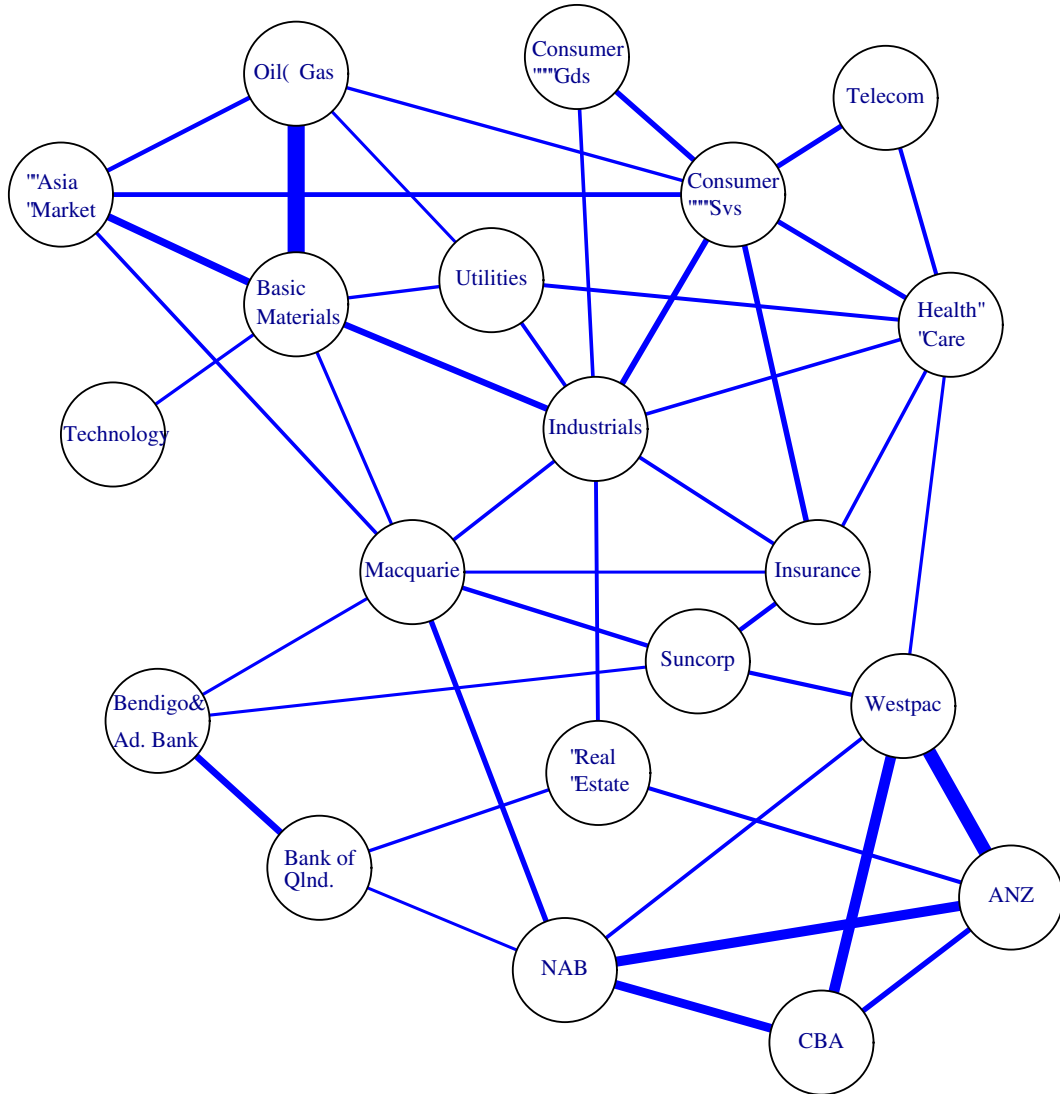 Consumer
""""Gds
Oil( Gas
Telecom
""Asia
"Market
Consumer
""""Svs
Basic
Materials
Utilities
Health"
"Care
Technology
Industrials
Macquarie
Insurance
Suncorp
Bendigo&
Ad. Bank
Westpac
"Real
"Estate
Bank of
Qlnd.
ANZ
NAB
CBA